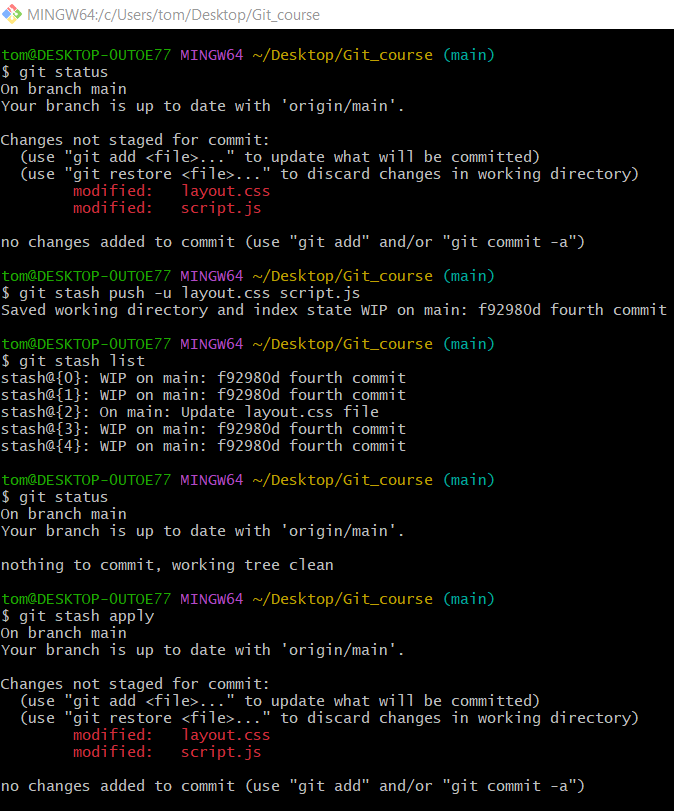 MINGW64:/c/Users/tom/Desktop/Git_course
tom@DESKTOP-OUTOE77 MINGW64 ~/Desktop/Git_course (main)
$ git status
On branch main
Your branch is up to date with 'origin/main'.
Changes not staged for commit:
  (use "git add <file>..." to update what will be committed)
  (use "git restore <file>..." to discard changes in working directory)
        modified:   layout.css
        modified:   script.js
no changes added to commit (use "git add" and/or "git commit -a")
tom@DESKTOP-OUTOE77 MINGW64 ~/Desktop/Git_course (main)
$ git stash push -u layout.css script.js
Saved working directory and index state WIP on main: f92980d fourth commit
tom@DESKTOP-OUTOE77 MINGW64 ~/Desktop/Git_course (main)
$ git stash list
stash@{0}: WIP on main: f92980d fourth commit
stash@{1}: WIP on main: f92980d fourth commit
stash@{2}: On main: Update layout.css file
stash@{3}: WIP on main: f92980d fourth commit
stash@{4}: WIP on main: f92980d fourth commit
tom@DESKTOP-OUTOE77 MINGW64 ~/Desktop/Git_course (main)
$ git status
On branch main
Your branch is up to date with 'origin/main'.
nothing to commit, working tree clean
tom@DESKTOP-OUTOE77 MINGW64 ~/Desktop/Git_course (main)
$ git stash apply
On branch main
Your branch is up to date with 'origin/main'.
Changes not staged for commit:
  (use "git add <file>..." to update what will be committed)
  (use "git restore <file>..." to discard changes in working directory)
        modified:   layout.css
        modified:   script.js
no changes added to commit (use "git add" and/or "git commit -a")